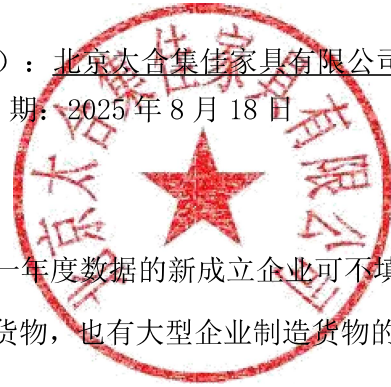 ）：北京太合集佳家具有限公司
期：2025 年 8 月 18 日
北京太合集佳家具有限公司
一年度数据的新成立企业可不填
货物，也有大型企业制造货物的